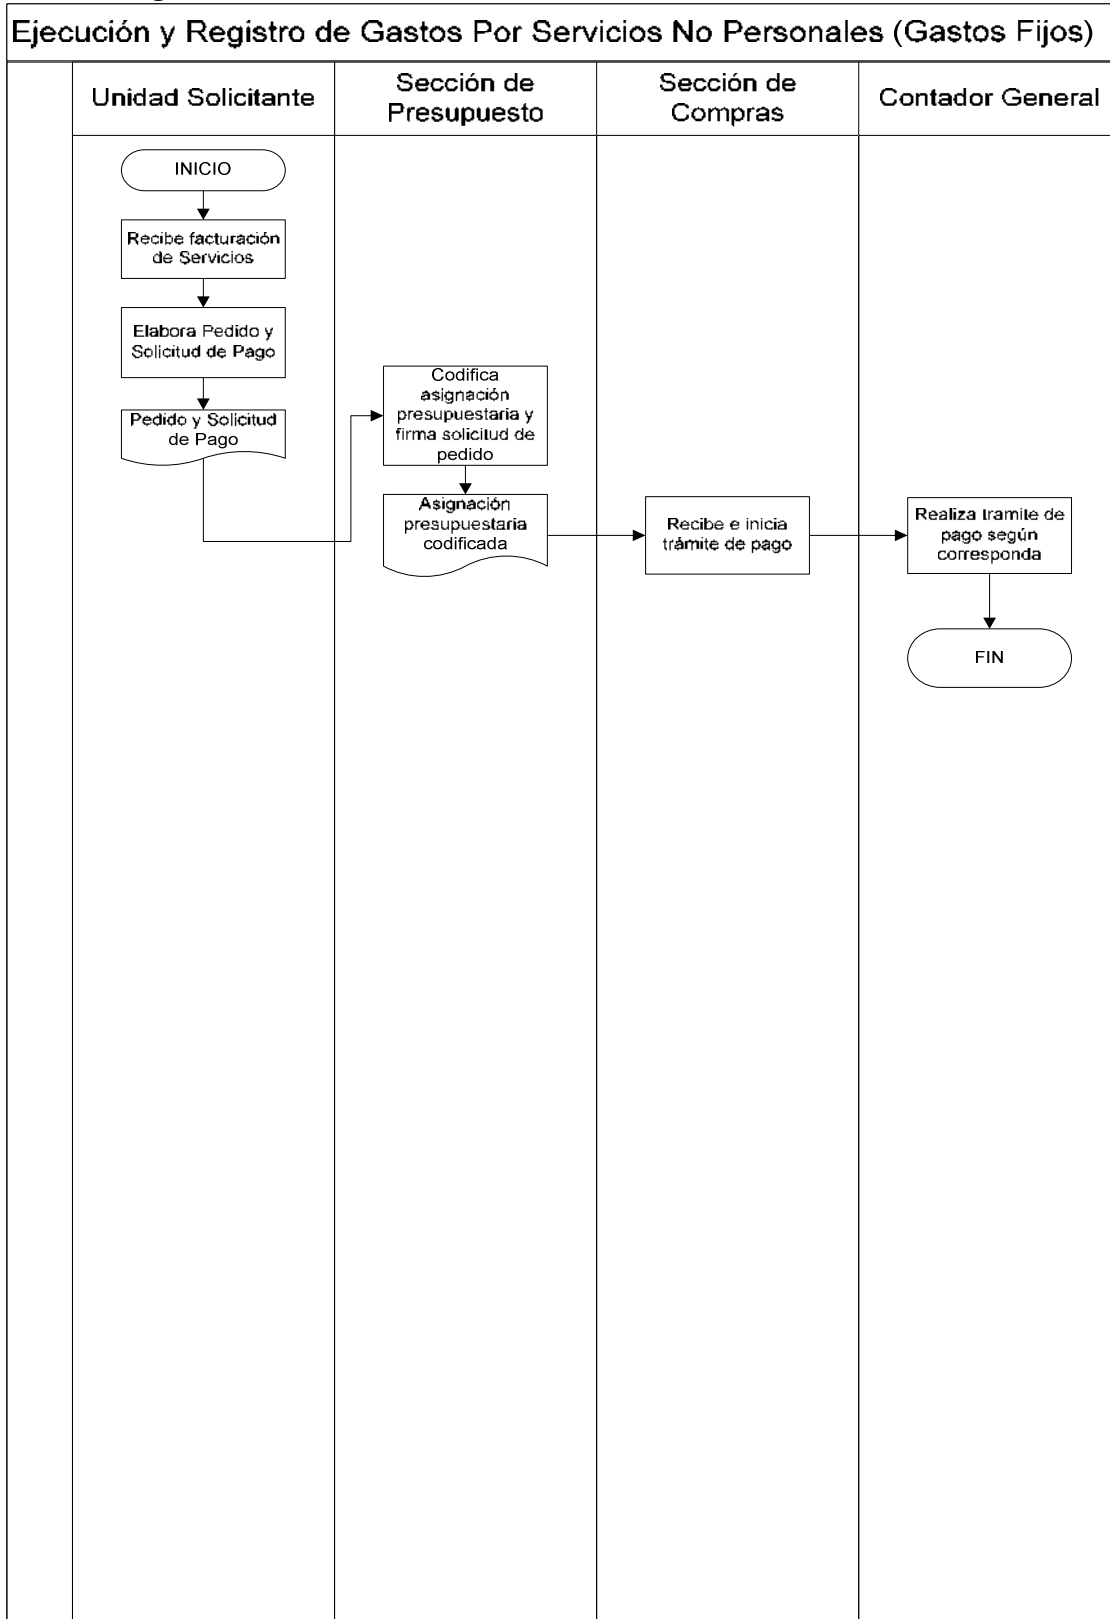 Ejecución y Registro de Gastos Por Servicios No Personales (Gastos Fijos)
Unidad Solicitante
Sección de
Presupuesto
Sección de
Compras
Contador General
INICIO
Recibe facturación
de Servicios
Elabora Pedido y
Solicitud de Pago
Pedido y Solicitud
de Pago
Codifica
asignación
presupuestaria y
firma solicitud de
pedido
Asignación
presupuestaria
codificada
Recibe e inicia
trámite de pago
Realiza tramite de
pago según
corresponda
FIN